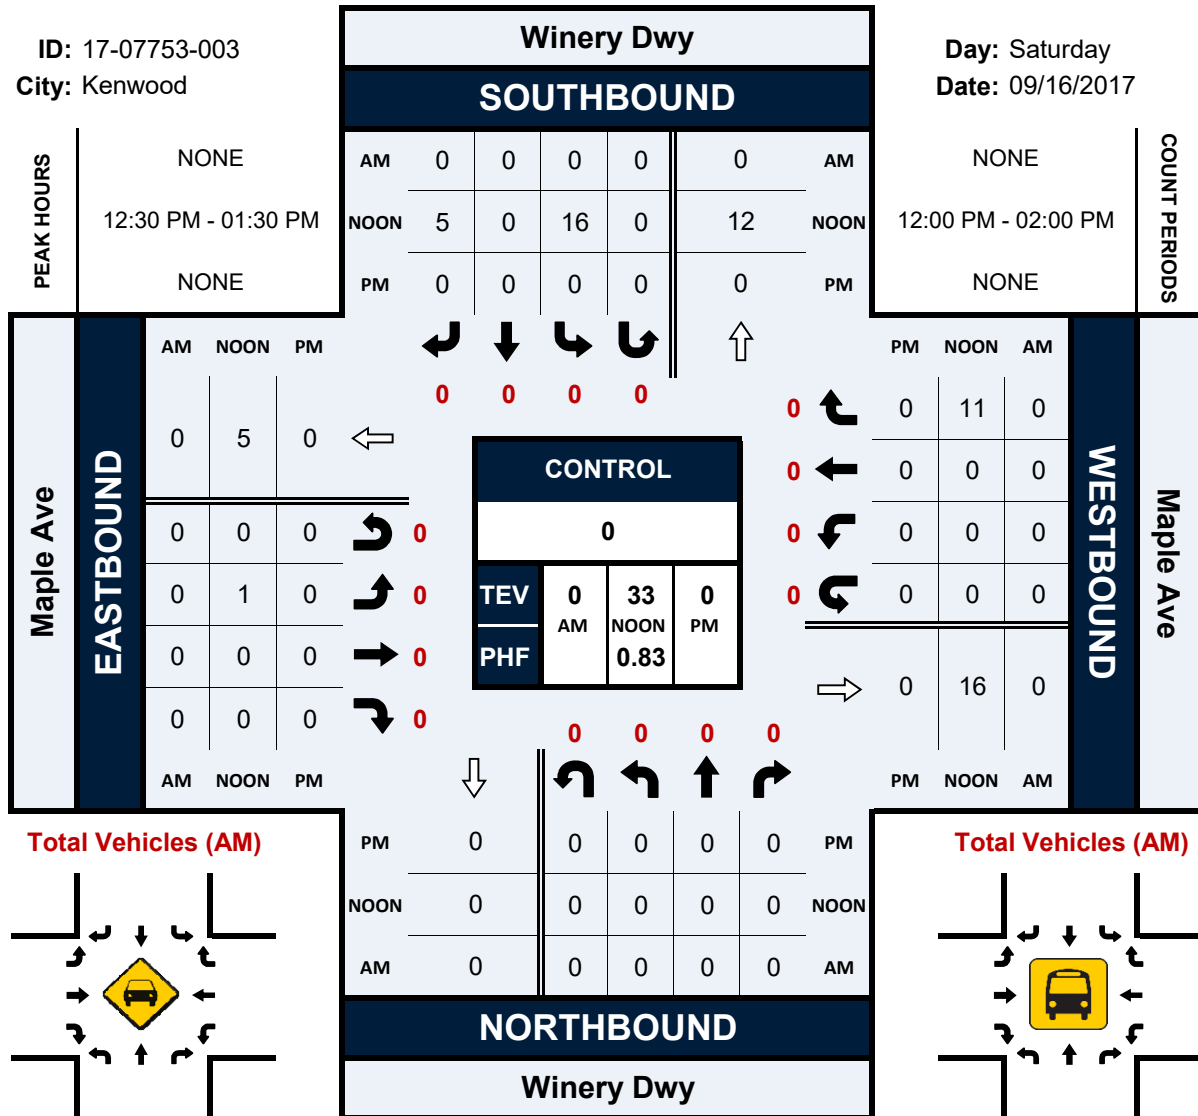 ID: 17-07753-003
City: Kenwood
Winery Dwy
SOUTHBOUND
Day: Saturday
Date: 09/16/2017
PEAK HOURS
NONE
12:30 PM - 01:30 PM
NONE
AM 0 0 0 0 0 AM
NOON 5 0 16 0 12 NOON
PM 0 0 0 0 0 PM
NONE
12:00 PM - 02:00 PM
NONE
COUNT PERIODS
0 0 0 0
Maple Ave
EASTBOUND
AM NOON PM
0 5 0
0 0 0 0
0 1 0 0
0 0 0 0
0 0 0 0
AM NOON PM
CONTROL
0
TEV 0 33 0
AM NOON PM
PHF 0.83
PM NOON AM
0 0 11 0
0 0 0 0
0 0 0 0
0 0 0 0
0 16 0
PM NOON AM
WESTBOUND
Maple Ave
0 0 0 0
PM 0 0 0 0 0 PM
NOON 0 0 0 0 0 NOON
AM 0 0 0 0 0 AM
NORTHBOUND
Winery Dwy
Total Vehicles (AM)
Total Vehicles (AM)